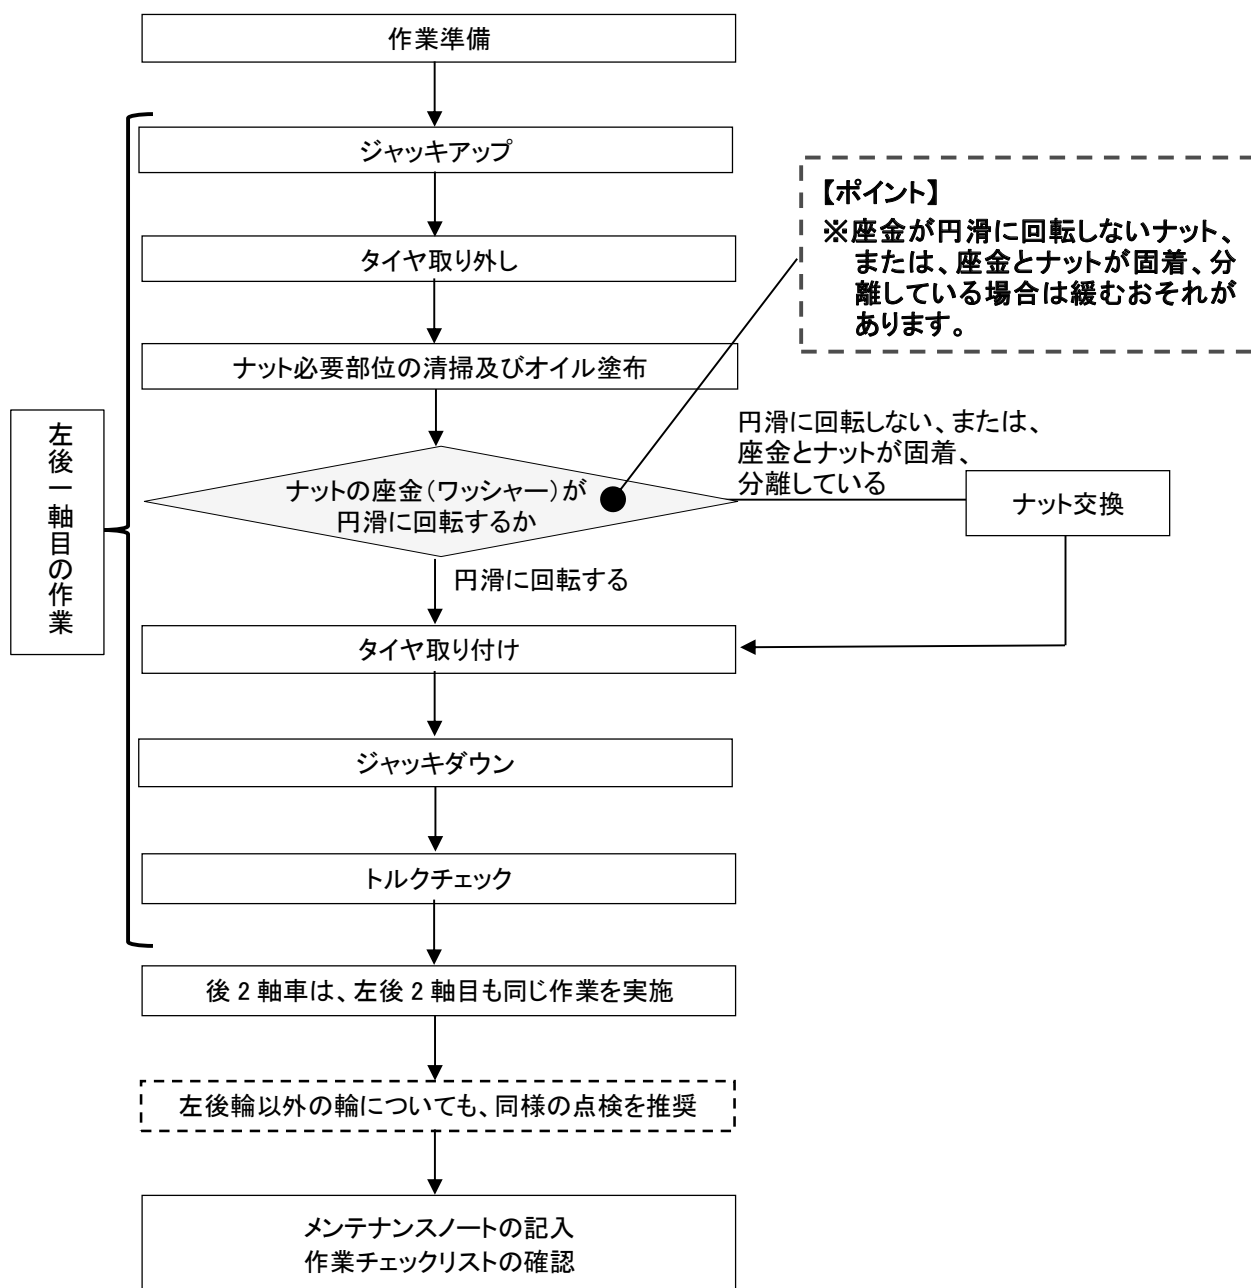 作業準備
ジャッキアップ
【ポイント】
※座金が円滑に回転しないナット、
または、座金とナットが固着、分
離している場合は緩むおそれが
あります。
タイヤ取り外し
ナット必要部位の清掃及びオイル塗布
左後一軸目の作業
円滑に回転しない、または、
座金とナットが固着、
分離している
ナットの座金（ワッシャー）が
円滑に回転するか
ナット交換
円滑に回転する
タイヤ取り付け
ジャッキダウン
トルクチェック
後 2 軸車は、左後 2 軸目も同じ作業を実施
左後輪以外の輪についても、同様の点検を推奨
メンテナンスノートの記入
作業チェックリストの確認